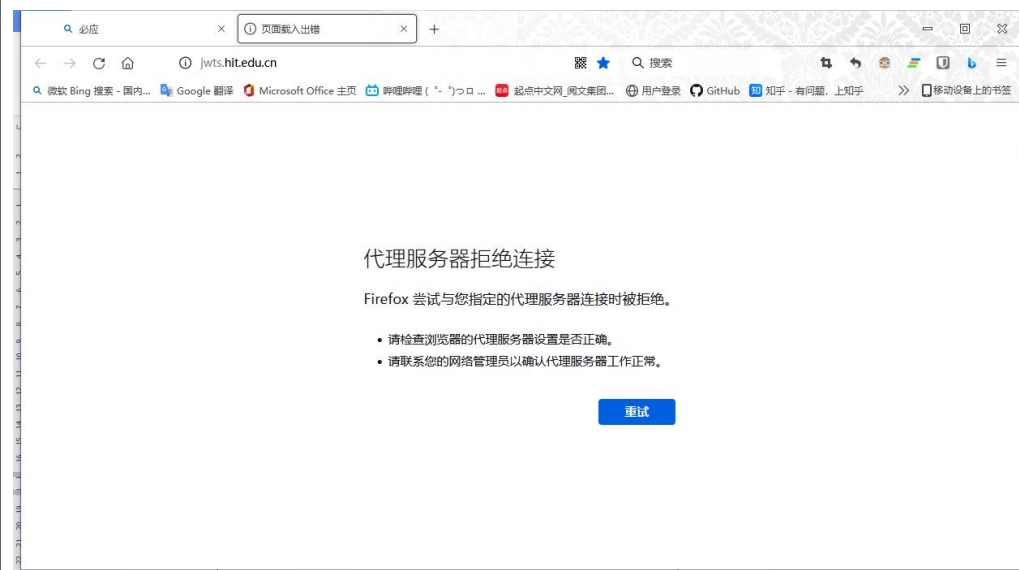 必应
页面载入出错
jwts.hit.edu.cn
搜索
微软 Bing 搜索 - 国内...
Google 翻译
Microsoft Office 主页
哔哩哔哩 ( ゜- ゜)つロ ...
起点中文网_阅文集团...
用户登录
GitHub
知乎 - 有问题，上知乎
移动设备上的书签
代理服务器拒绝连接
Firefox 尝试与您指定的代理服务器连接时被拒绝。
• 请检查浏览器的代理服务器设置是否正确。
• 请联系您的网络管理员以确认代理服务器工作正常。
重试